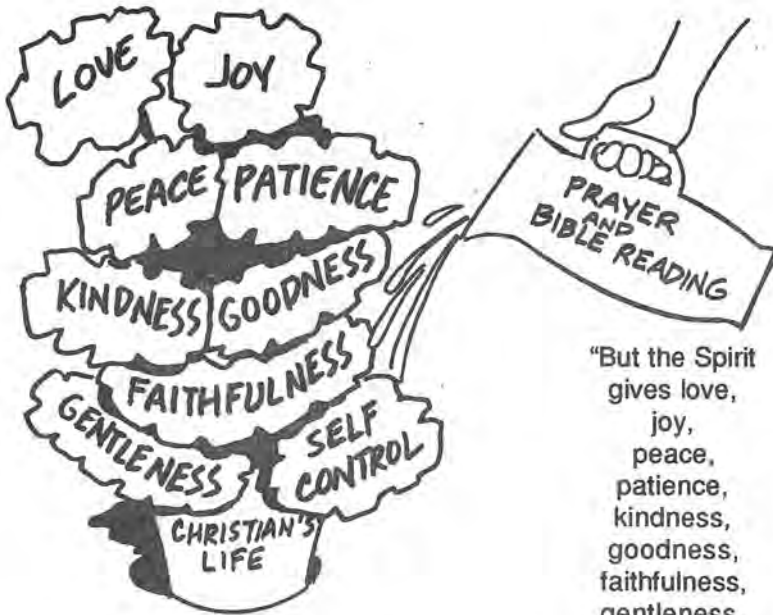 LOVE
JOY
PEACE
PATIENCE
KINDNESS
GOODNESS
FAITHFULNESS
GENTLENESS
SELF
CONTROL
CHRISTIAN'S
LIFE
PRAYER
AND
BIBLE READING
"But the Spirit
gives love,
joy,
peace,
patience,
kindness,
goodness,
faithfulness,
gentleness